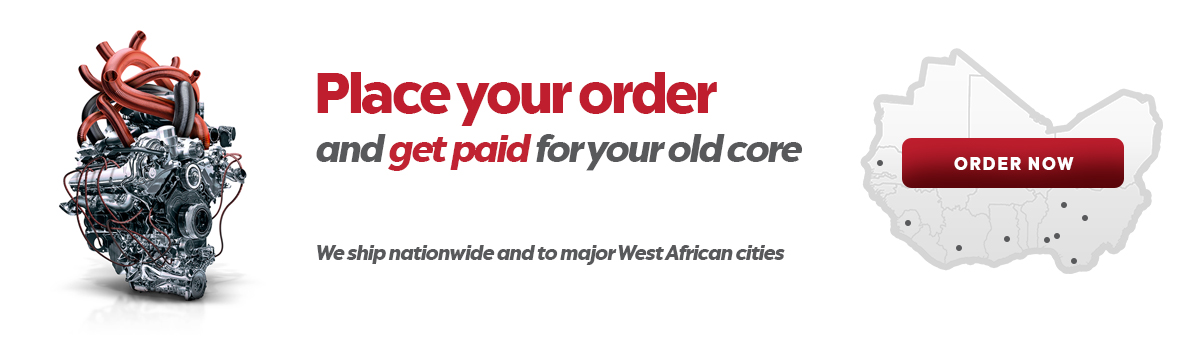 Place your order
and get paid for your old core
ORDER NOW
We ship nationwide and to major West African cities